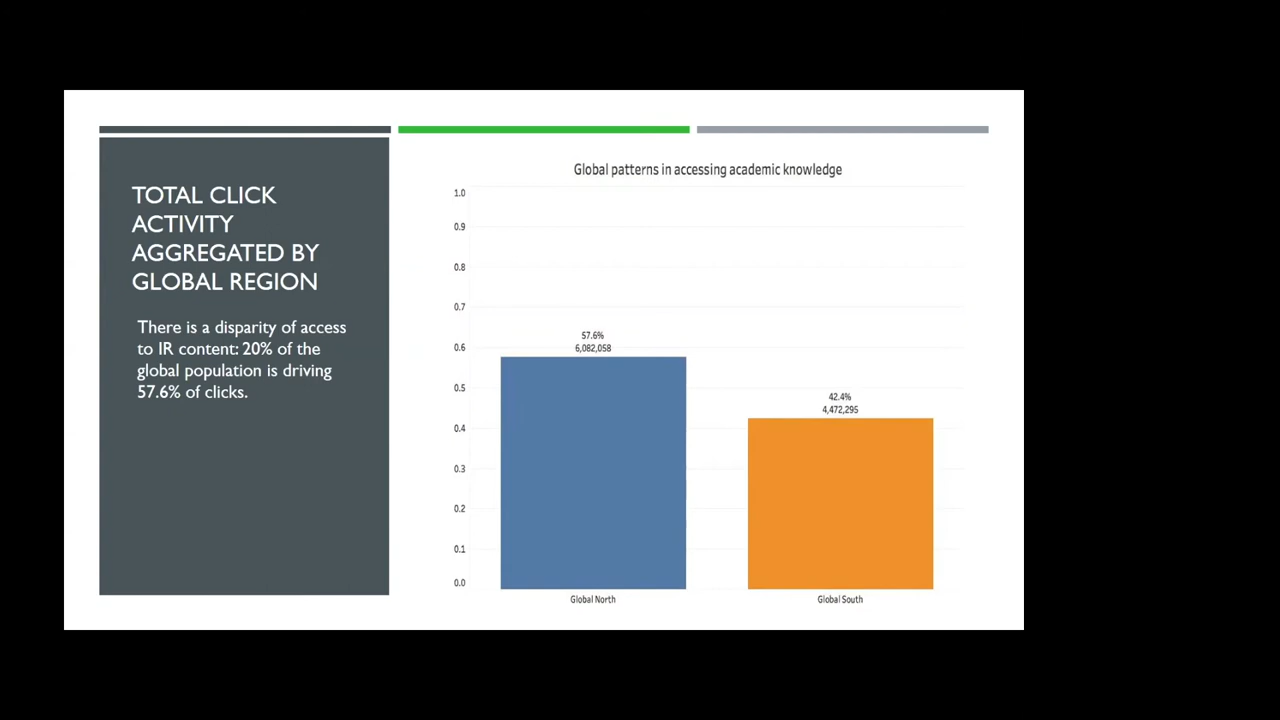 TOTAL CLICK
ACTIVITY
AGGREGATED BY
GLOBAL REGION
There is a disparity of access
to IR content: 20% of the
global population is driving
57.6% of clicks.
Global patterns in accessing academic knowledge
1.0
0.9
0.8
0.7
0.6
0.5
0.4
0.3
0.2
0.1
0.0
57.6%
6,082,058
42.4%
4,472,295
Global North
Global South